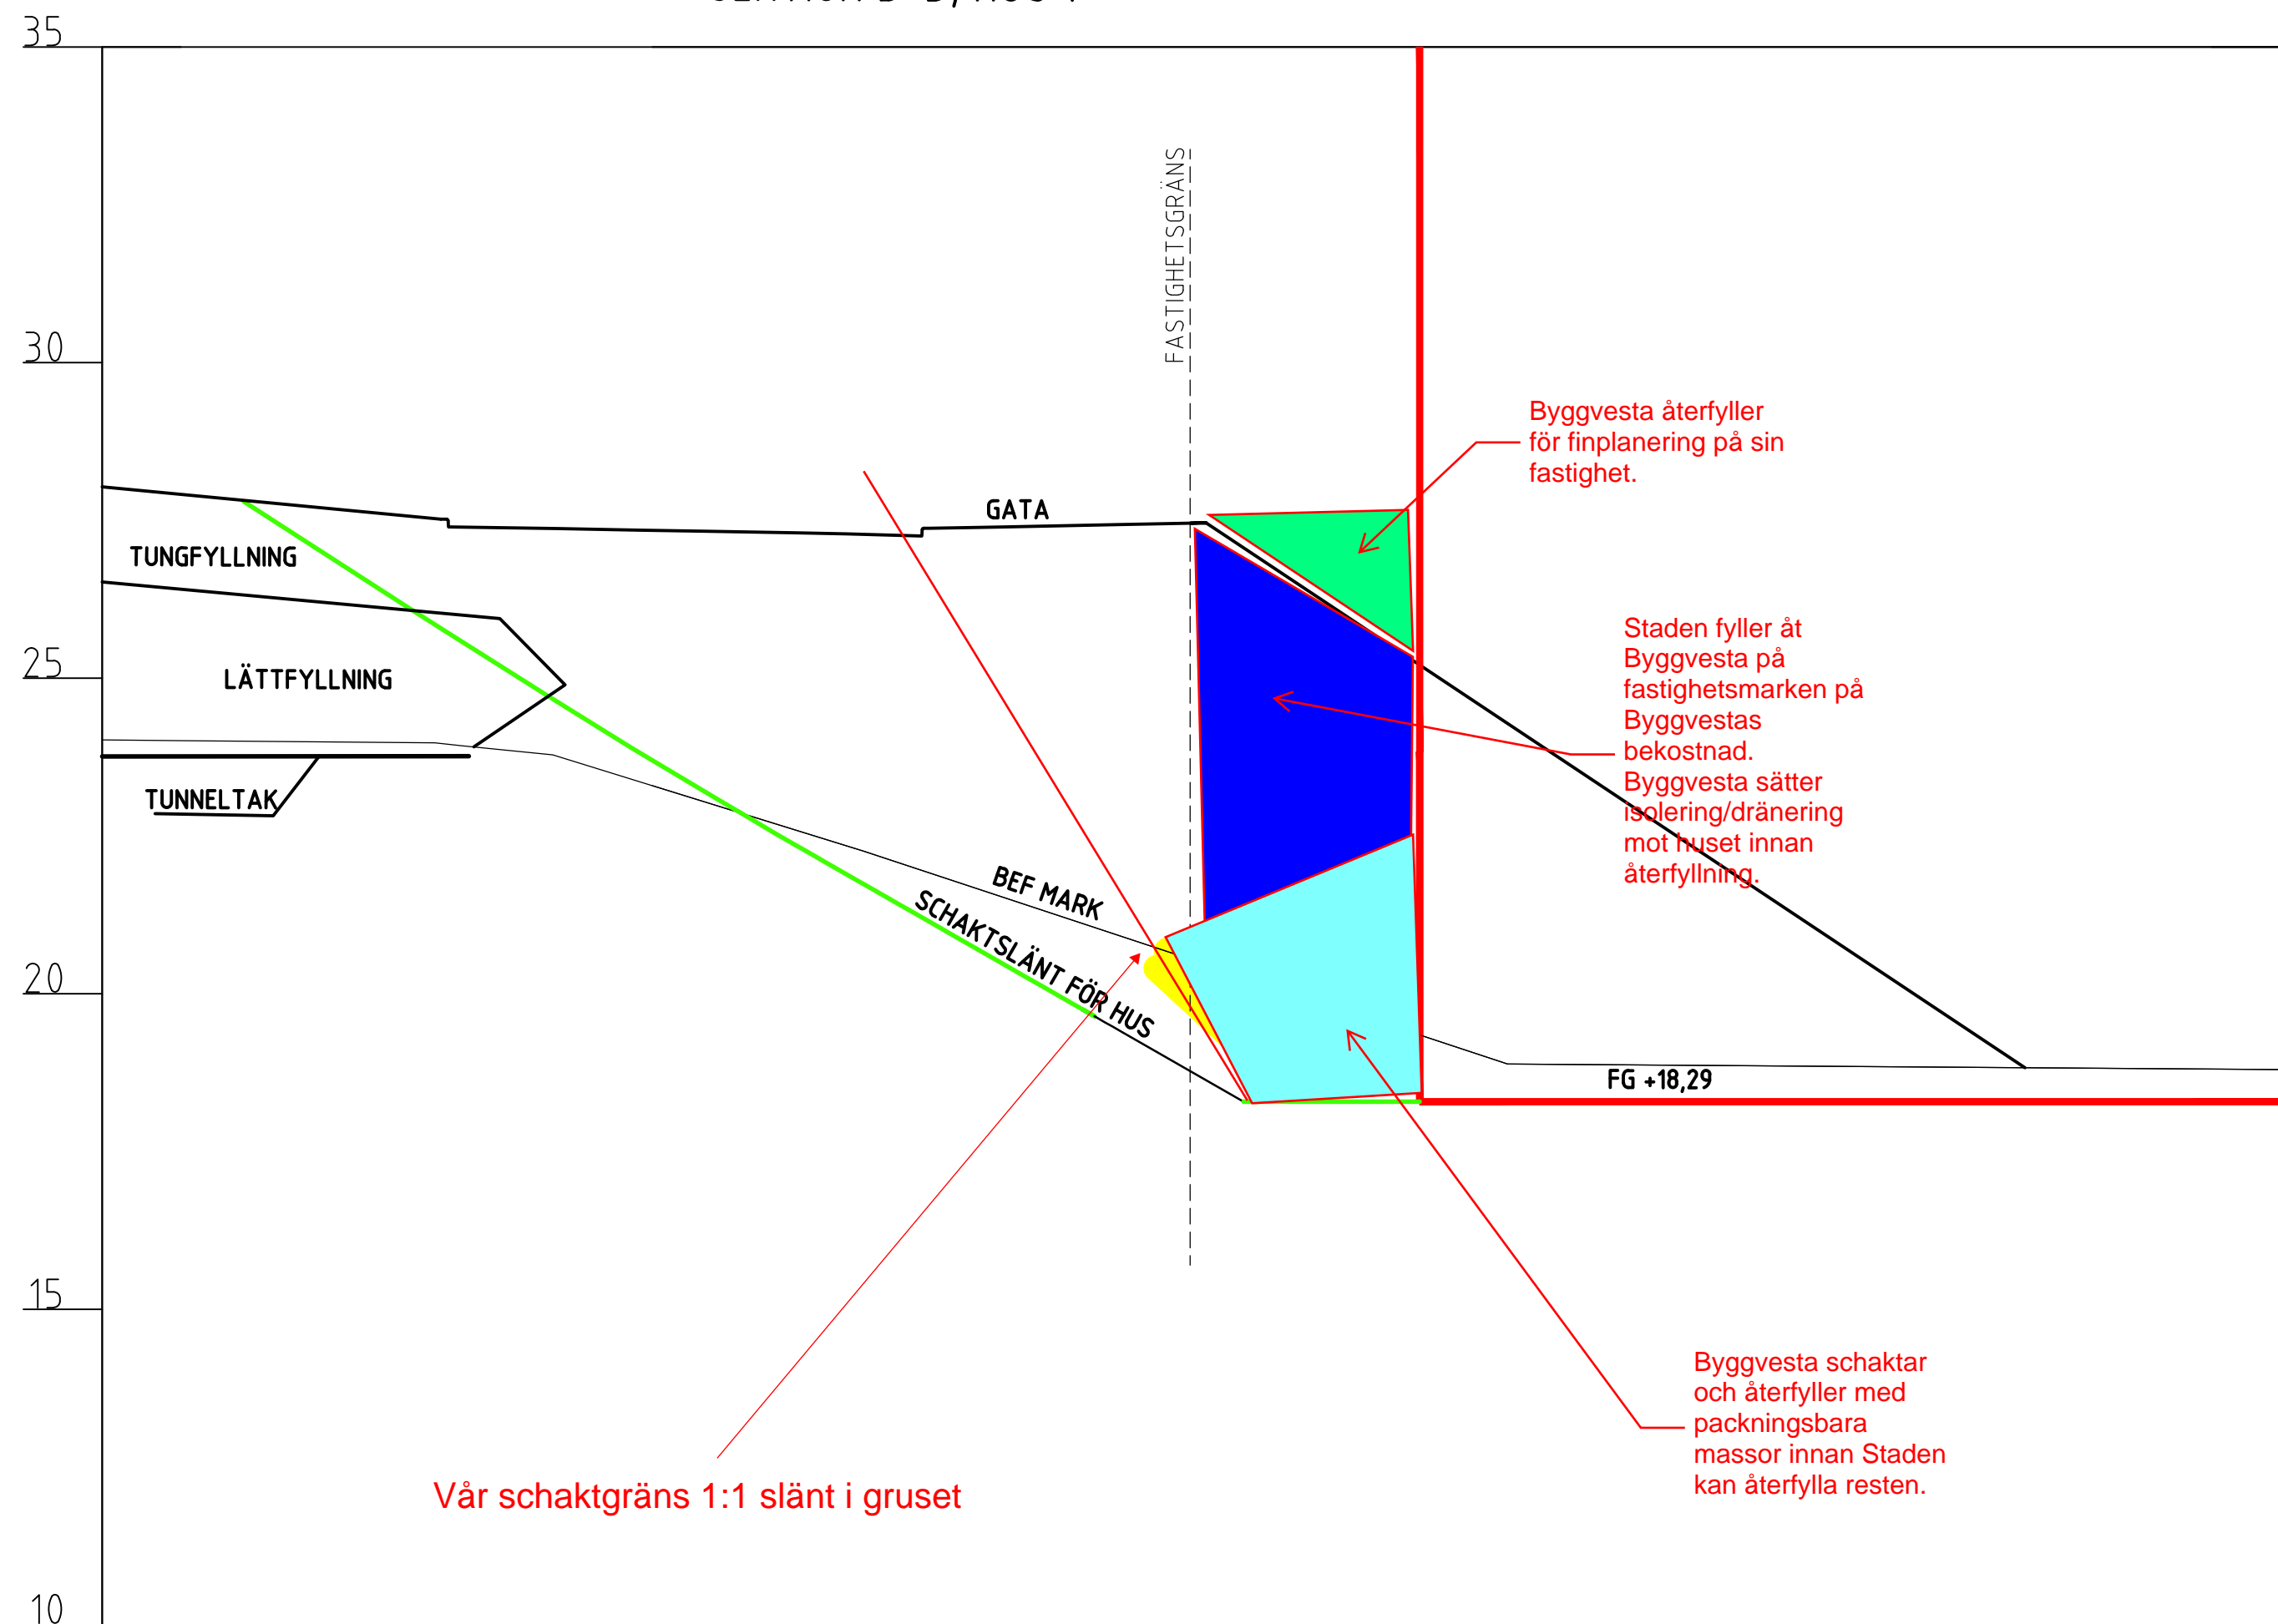 35
FASTIGHETSGRÄNS
30
Byggvesta återfyller
för finplanering på sin
fastighet.
GATA
TUNGFYLLNING
Staden fyller åt
Byggvesta på
fastighetsmarken på
Byggvestas
bekostnad.
Byggvesta sätter
isolering/dränering
mot huset innan
återfyllning.
25
LÄTTFYLLNING
TUNNELTAK
BEF MARK
SCHAKTSLÄNT FÖR HUS
20
FG +18,29
15
Byggvesta schaktar
och återfyller med
packningsbara
massor innan Staden
kan återfylla resten.
Vår schaktgräns 1:1 slänt i gruset
10